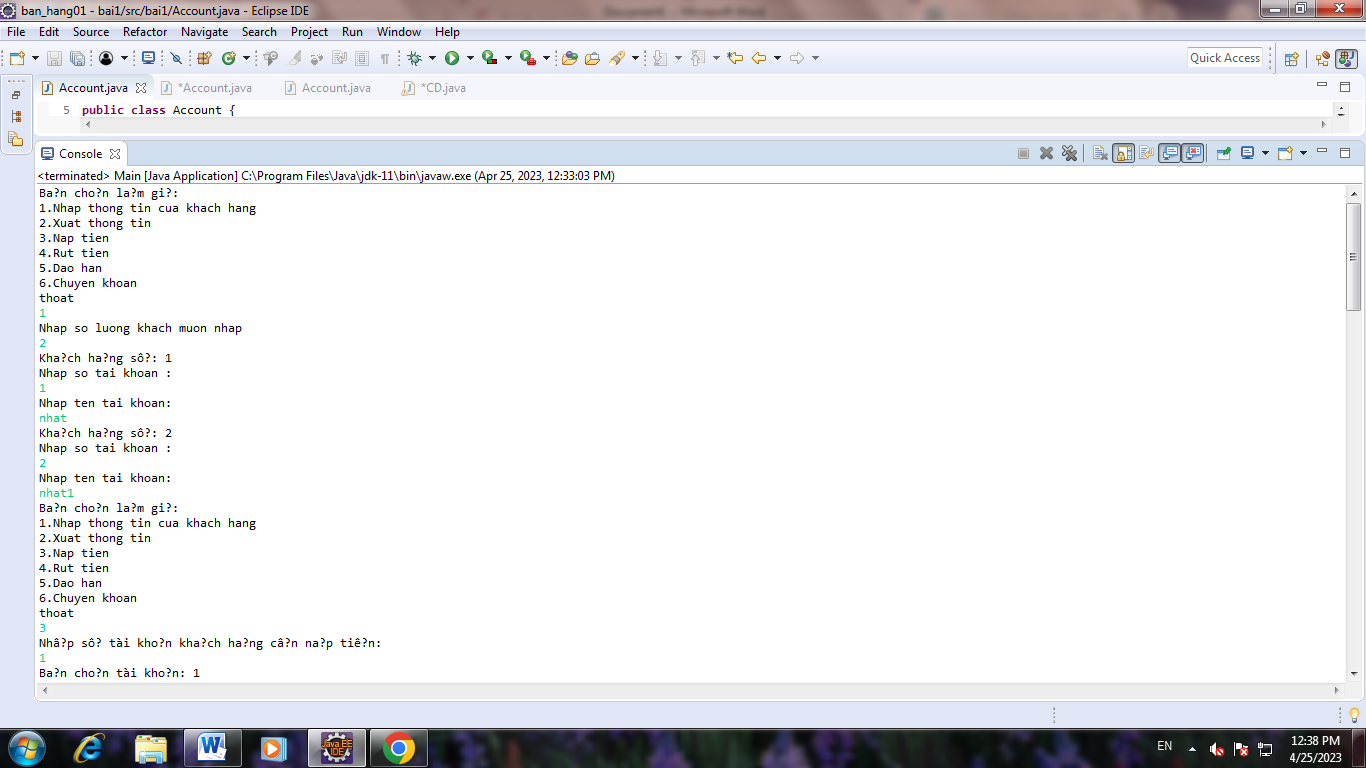 ban_hang01 - bai1/src/bai1/Account.java - Eclipse IDE
File Edit Source Refactor Navigate Search Project Run Window Help
Quick Access
Account.java *Account.java Account.java *CD.java
5 public class Account {
Console
<terminated> Main [Java Application] C:\Program Files\Java\jdk-11\bin\javaw.exe (Apr 25, 2023, 12:33:03 PM)
Ba?n cho?n la?m gi?:
1.Nhap thong tin cua khach hang
2.Xuat thong tin
3.Nap tien
4.Rut tien
5.Dao han
6.Chuyen khoan
thoat
1
Nhap so luong khach muon nhap
2
Kha?ch ha?ng sô?: 1
Nhap so tai khoan :
1
Nhap ten tai khoan:
nhat
Kha?ch ha?ng sô?: 2
Nhap so tai khoan :
2
Nhap ten tai khoan:
nhat1
Ba?n cho?n la?m gi?:
1.Nhap thong tin cua khach hang
2.Xuat thong tin
3.Nap tien
4.Rut tien
5.Dao han
6.Chuyen khoan
thoat
3
Nhâ?p sô? tài kho?n kha?ch ha?ng câ?n na?p tiê?n:
1
Ba?n cho?n tài kho?n: 1
Java EE
IDE
EN
12:38 PM
4/25/2023